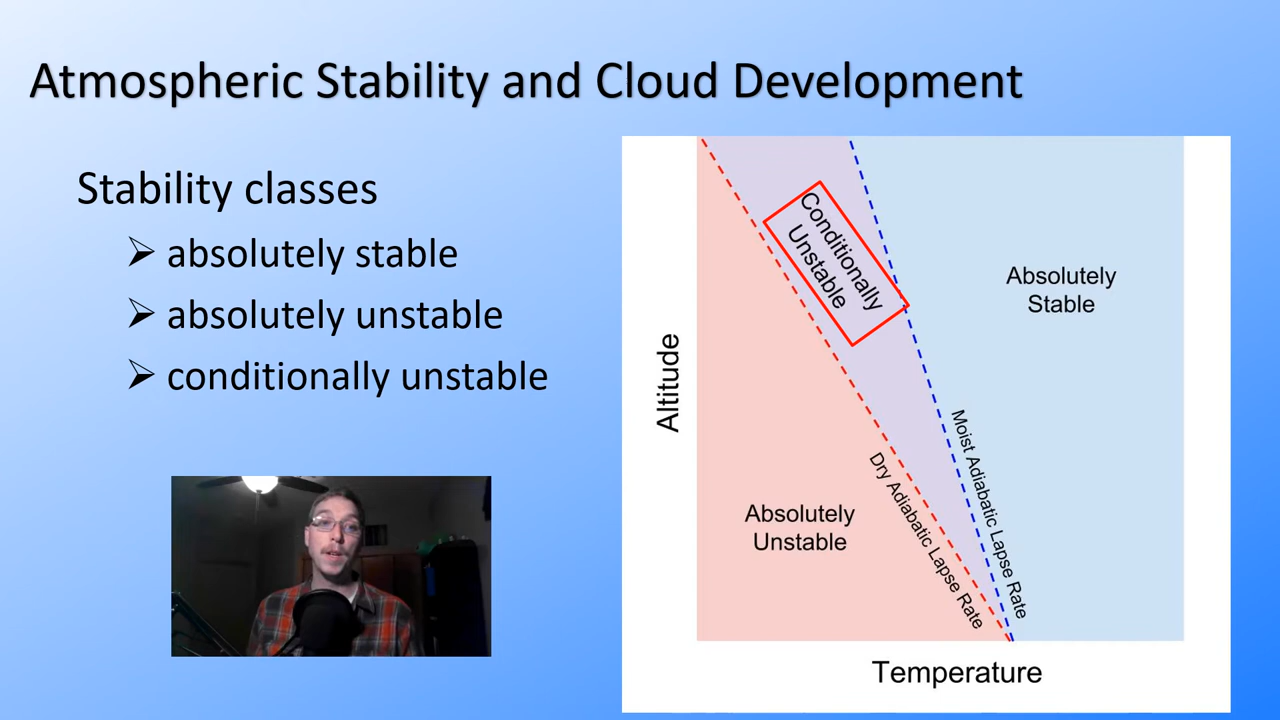 Atmospheric Stability and Cloud Development
Stability classes
absolutely stable
absolutely unstable
conditionally unstable
Altitude
Conditionally
Unstable
Absolutely
Stable
Absolutely
Unstable
Dry Adiabatic Lapse Rate
Moist Adiabatic Lapse Rate
Temperature